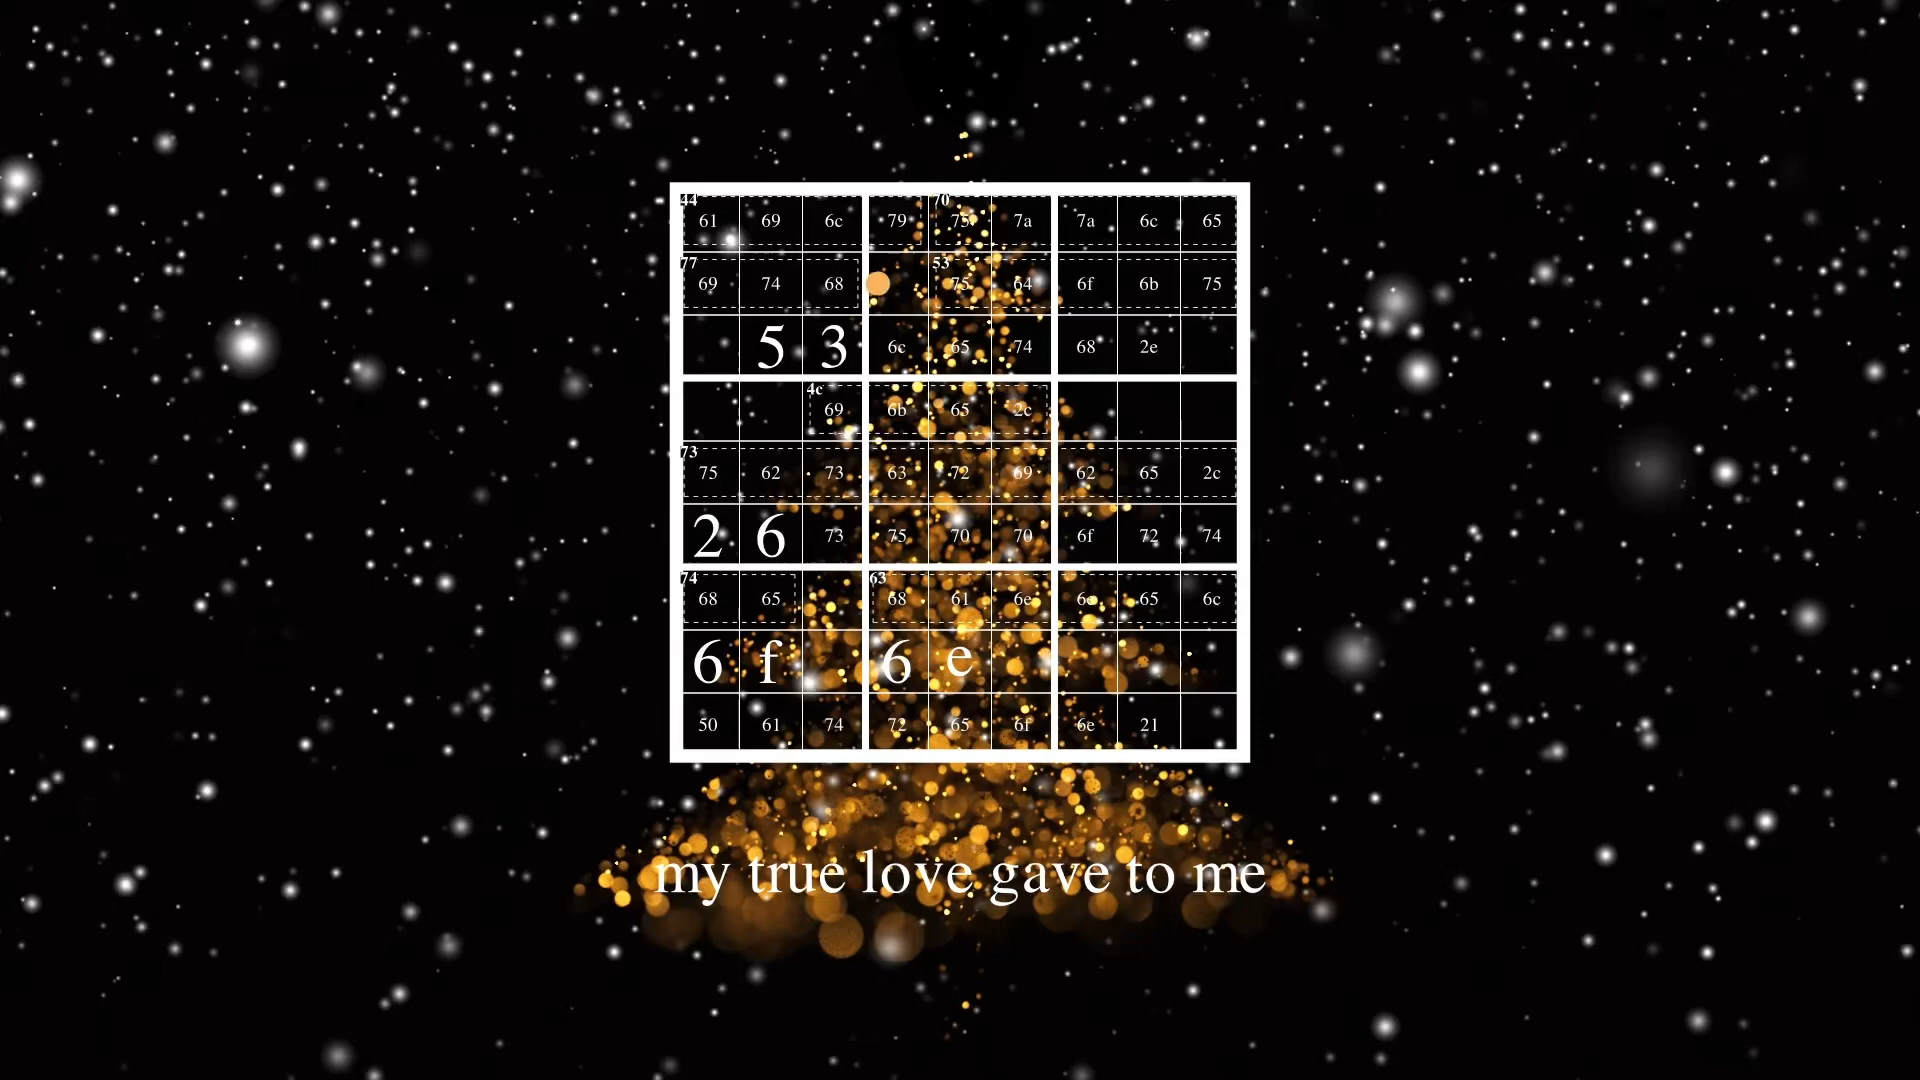 44 70
61 69 6c 79 75 7a 7a 6c 65
77 53
69 74 68 75 64 6f 6b 75
5 3 6c 65 74 68 2e
4c
69 6b 65 2c
73
75 62 73 63 72 69 62 65 2c
2 6 73 75 70 70 6f 72 74
74 63
68 65 68 61 6e 6e 65 6c
6 f 6 e
50 61 74 72 65 6f 6e 21
my true love gave to me